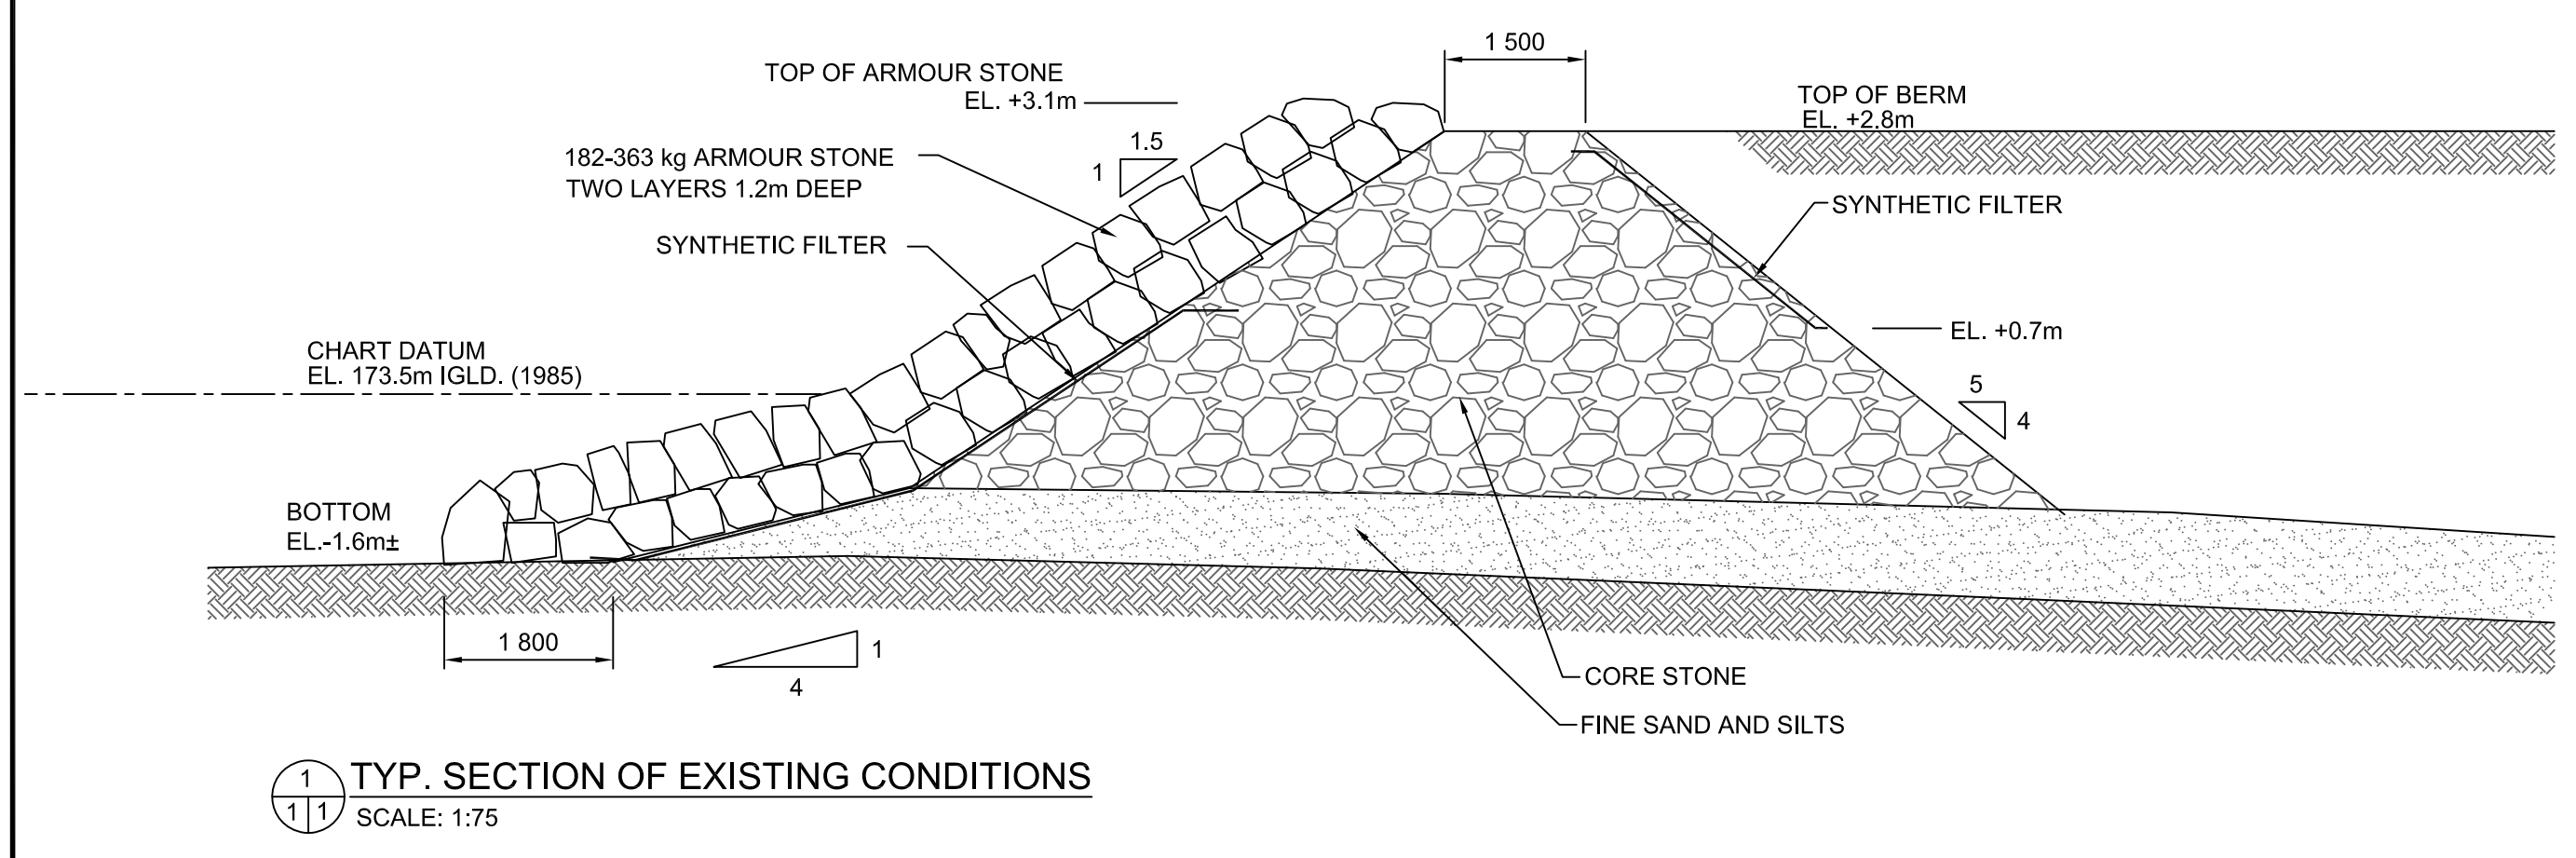 1 500
TOP OF ARMOUR STONE
EL. +3.1m
TOP OF BERM
EL. +2.8m
1.5
1
182-363 kg ARMOUR STONE
TWO LAYERS 1.2m DEEP
SYNTHETIC FILTER
SYNTHETIC FILTER
EL. +0.7m
CHART DATUM
EL. 173.5m IGLD. (1985)
5
4
BOTTOM
EL.-1.6m±
1 800
1
4
CORE STONE
FINE SAND AND SILTS
1
1 1
TYP. SECTION OF EXISTING CONDITIONS
SCALE: 1:75